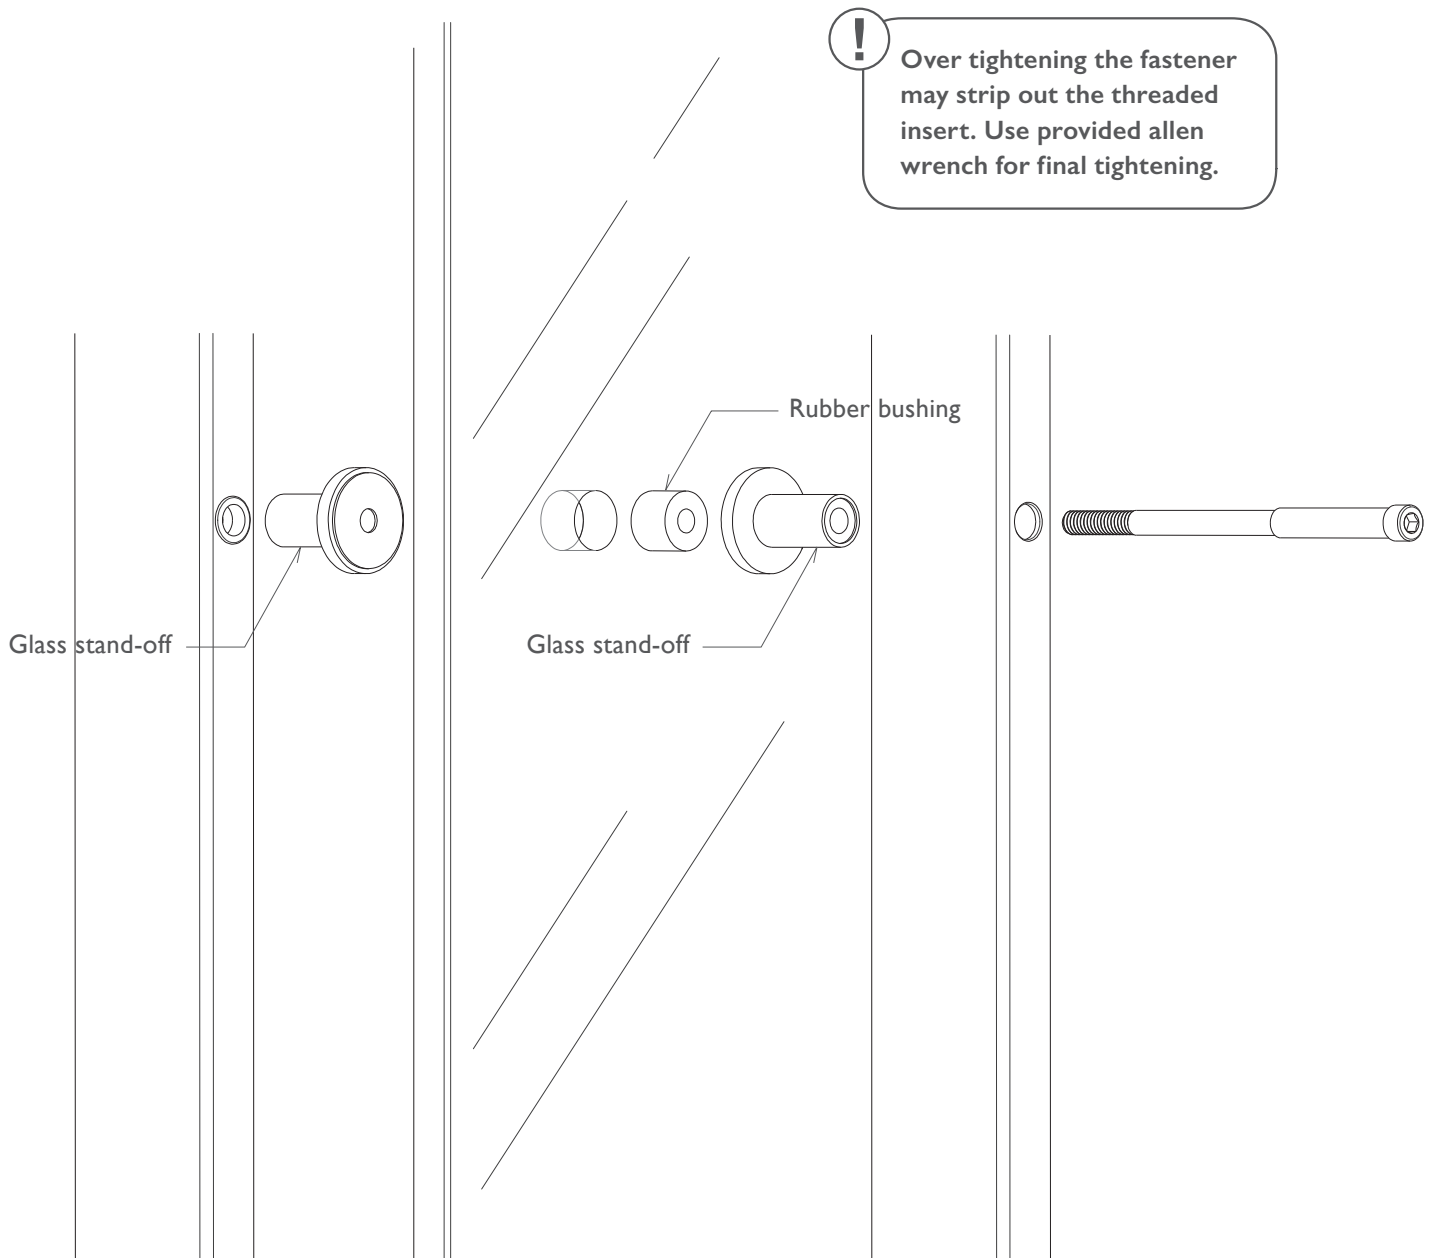 !
Over tightening the fastener
may strip out the threaded
insert. Use provided allen
wrench for final tightening.
Rubber bushing
Glass stand-off
Glass stand-off